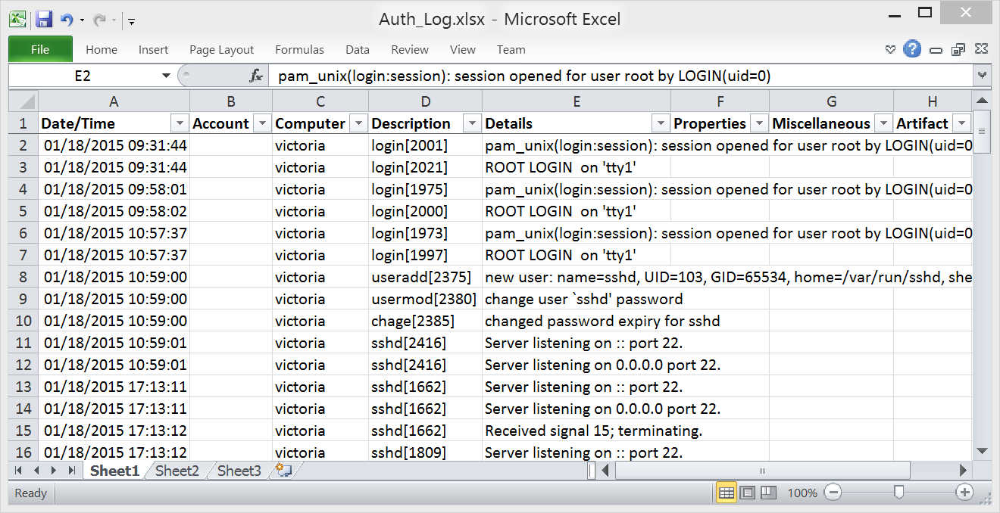 Auth_Log.xlsx - Microsoft Excel
File Home Insert Page Layout Formulas Data Review View Team
E2 fx pam_unix(login:session): session opened for user root by LOGIN(uid=0)
A B C D E F G H
1 Date/Time Account Computer Description Details Properties Miscellaneous Artifact
2 01/18/2015 09:31:44 victoria login[2001] pam_unix(login:session): session opened for user root by LOGIN(uid=0
3 01/18/2015 09:31:44 victoria login[2021] ROOT LOGIN  on 'tty1'
4 01/18/2015 09:58:01 victoria login[1975] pam_unix(login:session): session opened for user root by LOGIN(uid=0
5 01/18/2015 09:58:02 victoria login[2000] ROOT LOGIN  on 'tty1'
6 01/18/2015 10:57:37 victoria login[1973] pam_unix(login:session): session opened for user root by LOGIN(uid=0
7 01/18/2015 10:57:37 victoria login[1997] ROOT LOGIN  on 'tty1'
8 01/18/2015 10:59:00 victoria useradd[2375] new user: name=sshd, UID=103, GID=65534, home=/var/run/sshd, she
9 01/18/2015 10:59:00 victoria usermod[2380] change user `sshd' password
10 01/18/2015 10:59:00 victoria chage[2385] changed password expiry for sshd
11 01/18/2015 10:59:01 victoria sshd[2416] Server listening on :: port 22.
12 01/18/2015 10:59:01 victoria sshd[2416] Server listening on 0.0.0.0 port 22.
13 01/18/2015 17:13:11 victoria sshd[1662] Server listening on :: port 22.
14 01/18/2015 17:13:11 victoria sshd[1662] Server listening on 0.0.0.0 port 22.
15 01/18/2015 17:13:12 victoria sshd[1662] Received signal 15; terminating.
16 01/18/2015 17:13:12 victoria sshd[1809] Server listening on :: port 22.
Sheet1 Sheet2 Sheet3
Ready 100%